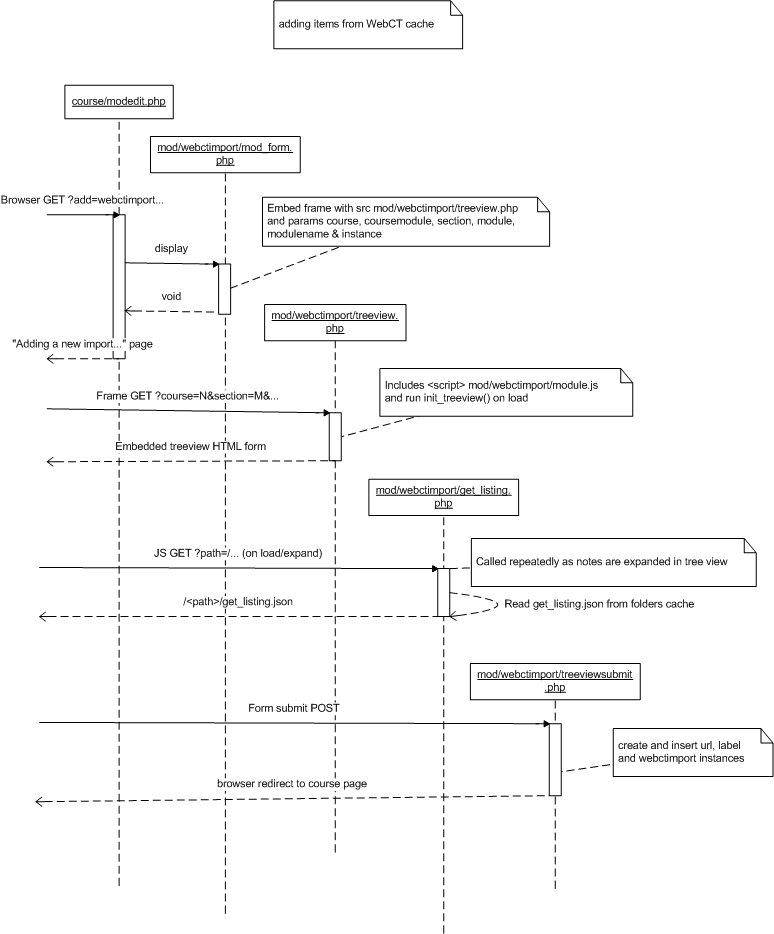 adding items from WebCT cache
course/modedit.php
mod/webctimport/mod_form.
php
Browser GET ?add=webctimport...
Embed frame with src mod/webctimport/treeview.php
and params course, coursemodule, section, module,
modulename & instance
display
void
mod/webctimport/treeview.
php
"Adding a new import..." page
Includes <script> mod/webctimport/module.js
and run init_treeview() on load
Frame GET ?course=N&section=M&...
Embedded treeview HTML form
mod/webctimport/get_listing.
php
JS GET ?path=/... (on load/expand)
Called repeatedly as notes are expanded in tree view
/<path>/get_listing.json
Read get_listing.json from folders cache
mod/webctimport/treeviewsubmit
.php
Form submit POST
create and insert url, label
and webctimport instances
browser redirect to course page